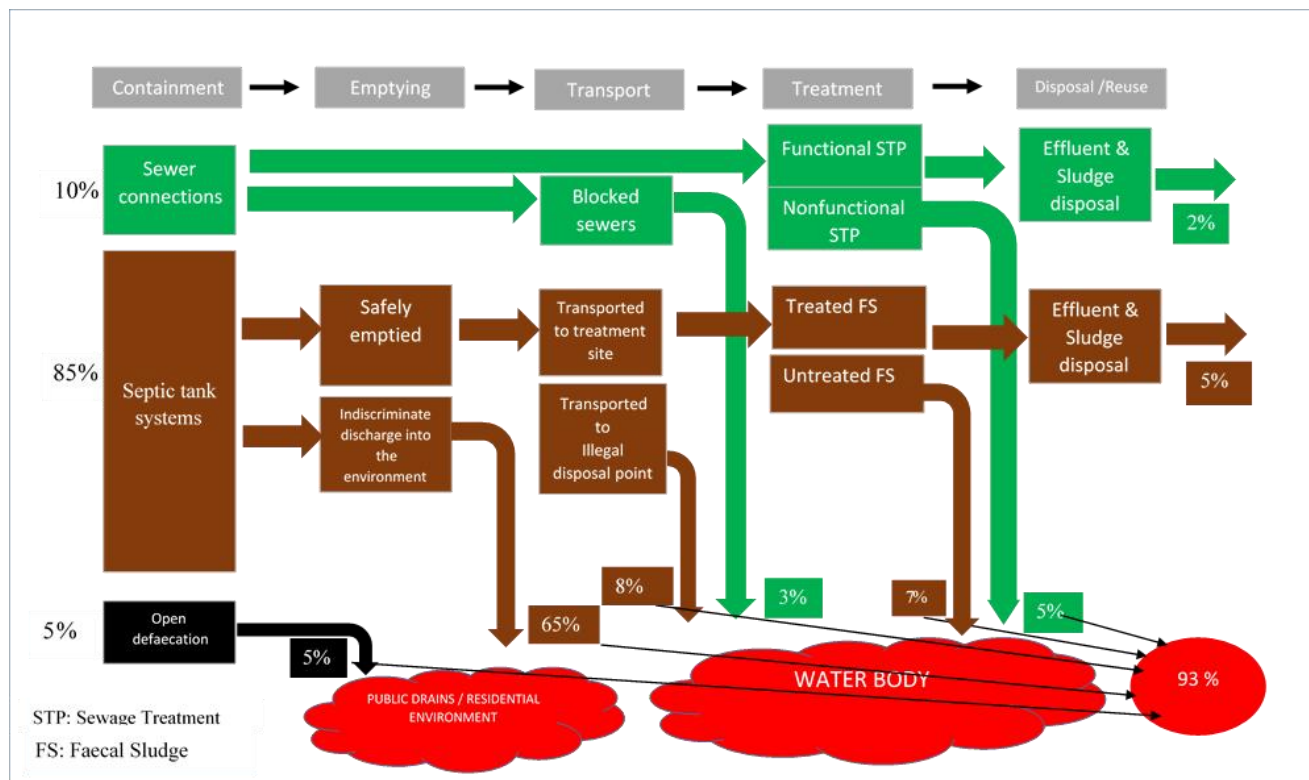 Containment
Emptying
Transport
Treatment
Disposal /Reuse
10%
Sewer
connections
Blocked
sewers
Functional STP
Nonfunctional
STP
Effluent &
Sludge
disposal
2%
85%
Septic tank
systems
Safely
emptied
Indiscriminate
discharge into
the
environment
Transported
to treatment
site
Transported
to
Illegal
disposal point
Treated FS
Untreated FS
Effluent &
Sludge
disposal
5%
5%
Open
defaecation
5%
65%
8%
3%
7%
5%
PUBLIC DRAINS / RESIDENTIAL
ENVIRONMENT
WATER BODY
93 %
STP: Sewage Treatment
FS: Faecal Sludge